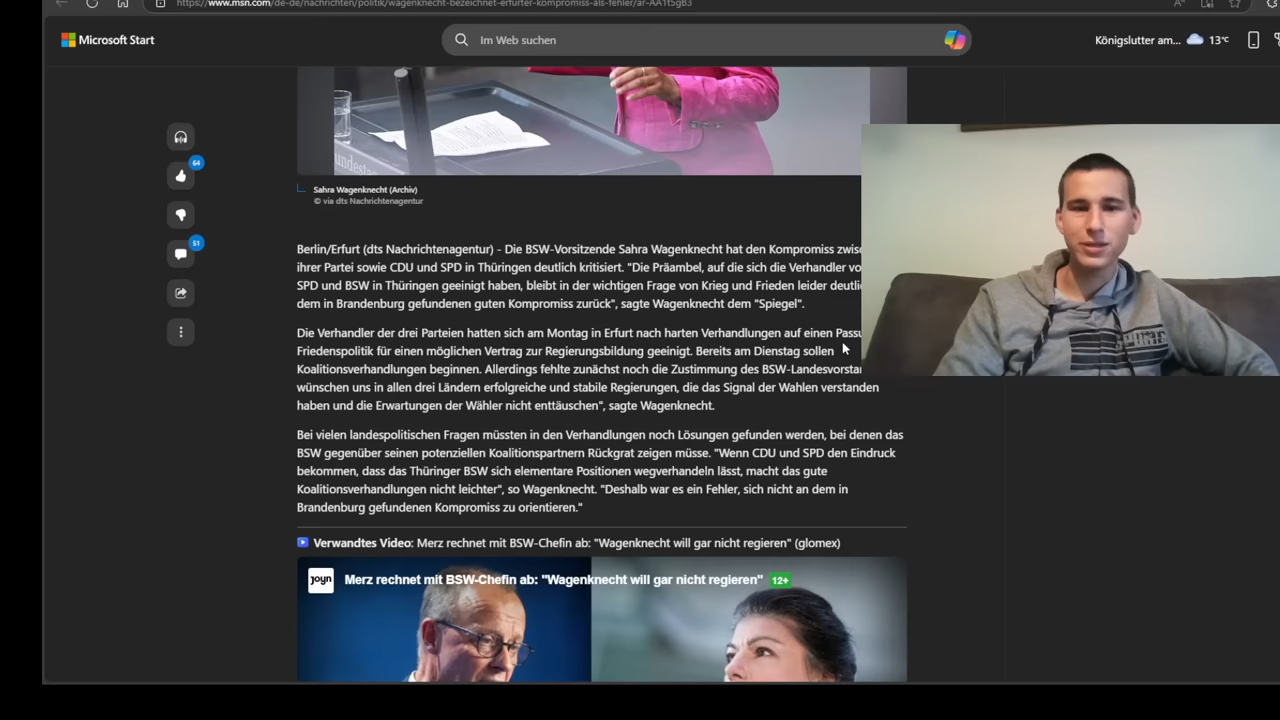 https://www.msn.com/de-de/nachrichten/politik/wagenknecht-bezeichnet-erfurter-kompromiss-als-fehler/ar-AA1t5gB3
Microsoft Start
Im Web suchen
Königslutter am... 13°C
undestag
64
51
Sahra Wagenknecht (Archiv)
© via dts Nachrichtenagentur
Berlin/Erfurt (dts Nachrichtenagentur) - Die BSW-Vorsitzende Sahra Wagenknecht hat den Kompromiss
ihrer Partei sowie CDU und SPD in Thüringen deutlich kritisiert. "Die Präambel, auf die sich die Verhandler
SPD und BSW in Thüringen geeinigt haben, bleibt in der wichtigen Frage von Krieg und Frieden leider
dem in Brandenburg gefundenen guten Kompromiss zurück", sagte Wagenknecht dem "Spiegel".
Die Verhandler der drei Parteien hatten sich am Montag in Erfurt nach harten Verhandlungen auf einen
Friedenspolitik für einen möglichen Vertrag zur Regierungsbildung geeinigt. Bereits am Dienstag sollen
Koalitionsverhandlungen beginnen. Allerdings fehlte zunächst noch die Zustimmung des
wünschen uns in allen drei Ländern erfolgreiche und stabile Regierungen, die das Signal der Wahlen verstanden
haben und die Erwartungen der Wähler nicht enttäuschen", sagte Wagenknecht.
Bei vielen landespolitischen Fragen müssten in den Verhandlungen noch Lösungen gefunden werden, bei denen das
BSW gegenüber seinen potenziellen Koalitionspartnern Rückgrat zeigen müsse. "Wenn CDU und SPD den Eindruck
bekommen, dass das Thüringer BSW sich elementare Positionen wegverhandeln lässt, macht das gute
Koalitionsverhandlungen nicht leichter", so Wagenknecht. "Deshalb war es ein Fehler, sich nicht an dem in
Brandenburg gefundenen Kompromiss zu orientieren."
Verwandtes Video: Merz rechnet mit BSW-Chefin ab: "Wagenknecht will gar nicht regieren" (glomex)
joyn Merz rechnet mit BSW-Chefin ab: "Wagenknecht will gar nicht regieren" 12+